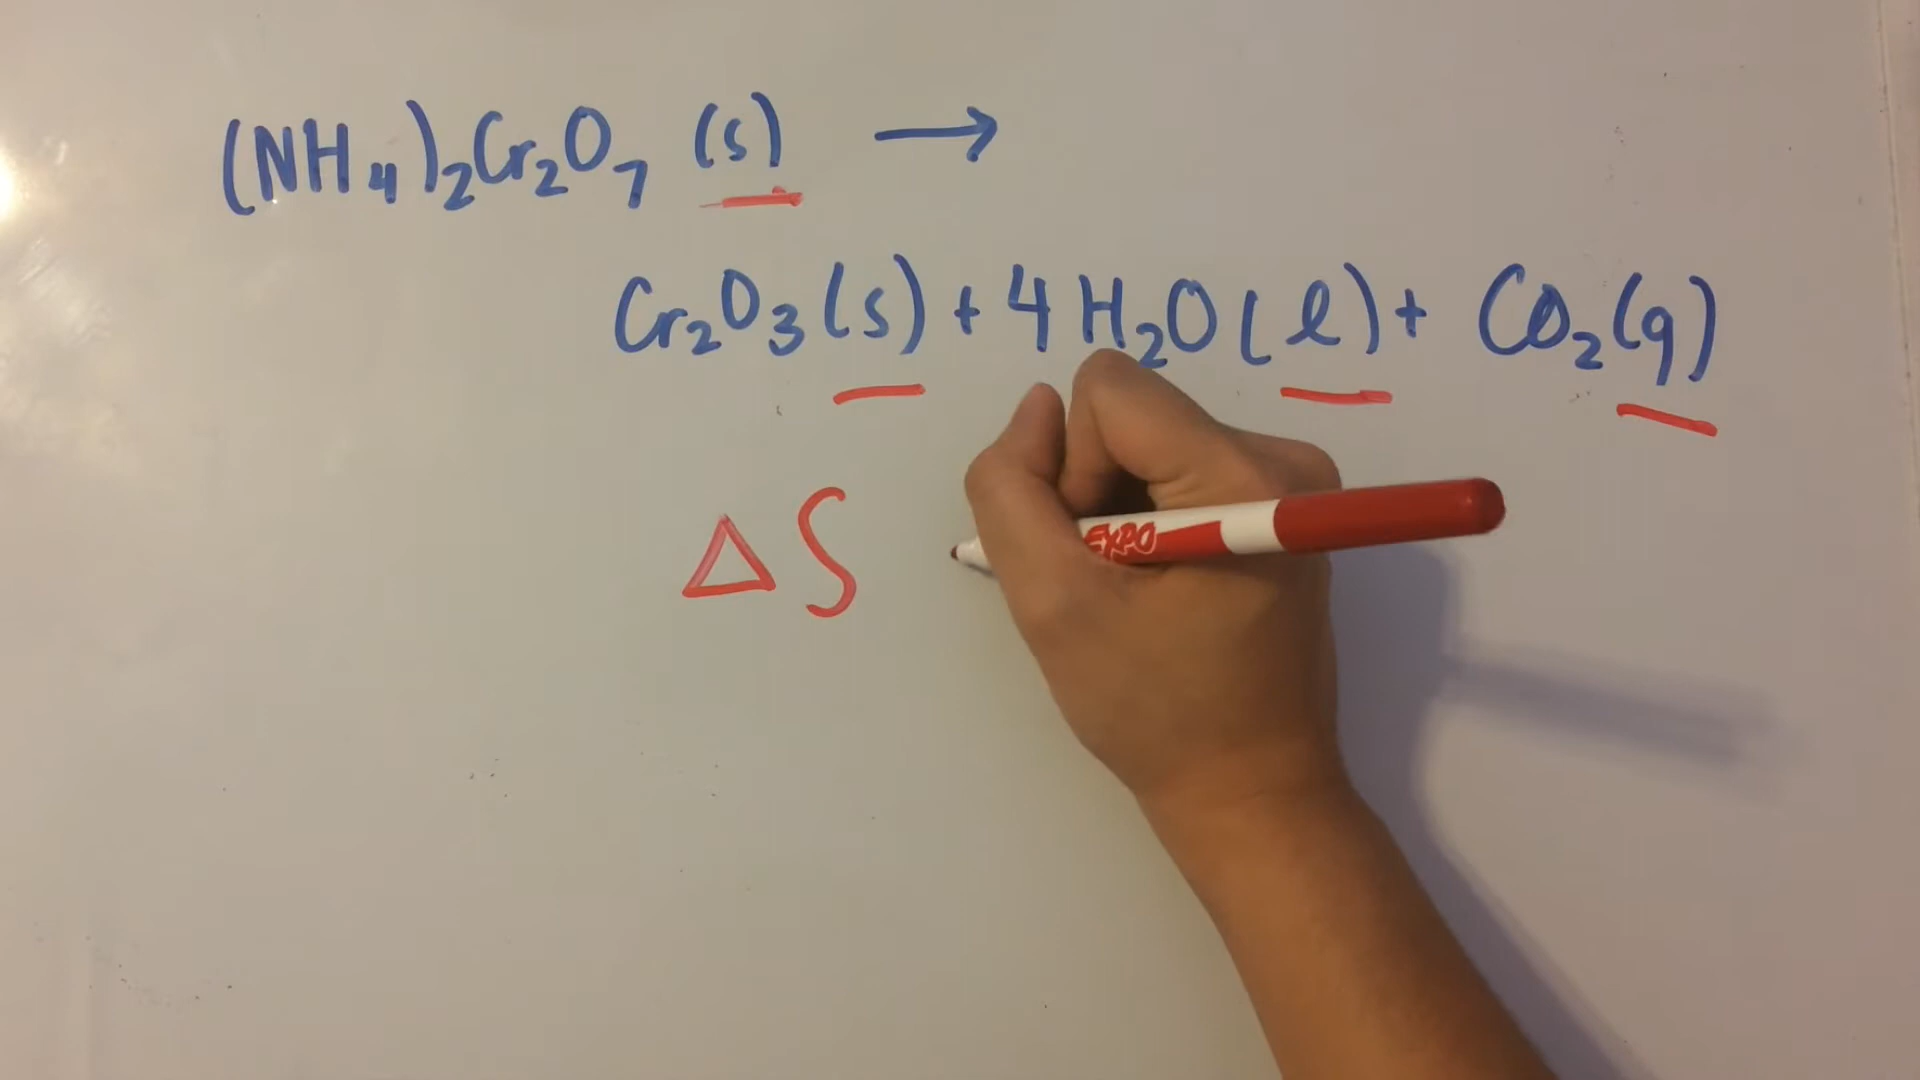 (NH₄)₂Cr₂O₇ (s) →
Cr₂O₃ (s) + 4 H₂O (l) + CO₂ (g)
ΔS
EXPO